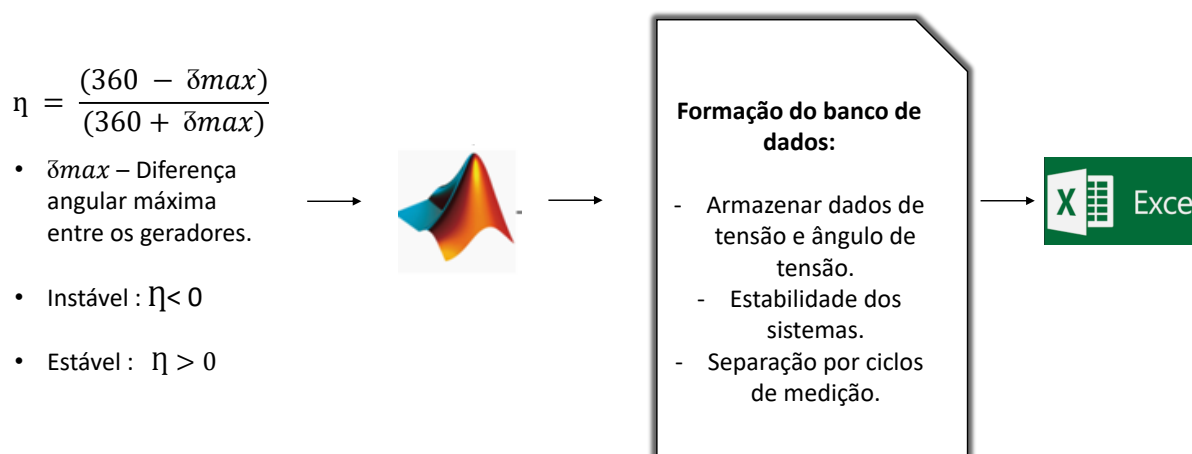 η = (360 − δmax) / (360 + δmax)
• δmax – Diferença
angular máxima
entre os geradores.
• Instável : Ƞ< 0
• Estável : Ƞ > 0
Formação do banco de
dados:
- Armazenar dados de
tensão e ângulo de
tensão.
- Estabilidade dos
sistemas.
- Separação por ciclos
de medição.
X Exce